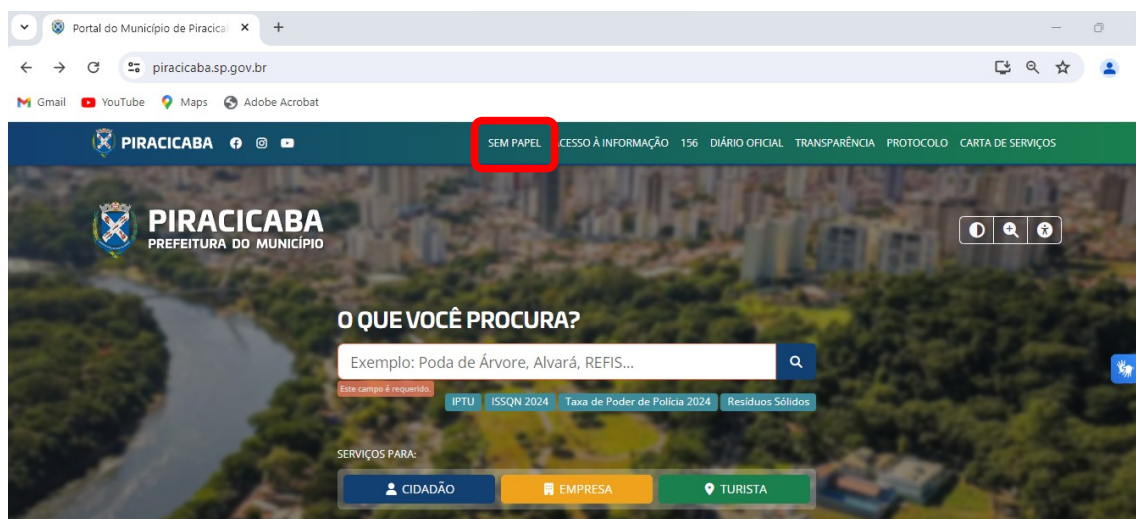 Portal do Município de Piracica
piracicaba.sp.gov.br
Gmail YouTube Maps Adobe Acrobat
PIRACICABA SEM PAPEL ACESSO À INFORMAÇÃO 156 DIÁRIO OFICIAL TRANSPARÊNCIA PROTOCOLO CARTA DE SERVIÇOS
PIRACICABA
PREFEITURA DO MUNICÍPIO
O QUE VOCÊ PROCURA?
Exemplo: Poda de Árvore, Alvará, REFIS...
Este campo é requerido.
IPTU ISSQN 2024 Taxa de Poder de Polícia 2024 Resíduos Sólidos
SERVIÇOS PARA:
CIDADÃO EMPRESA TURISTA